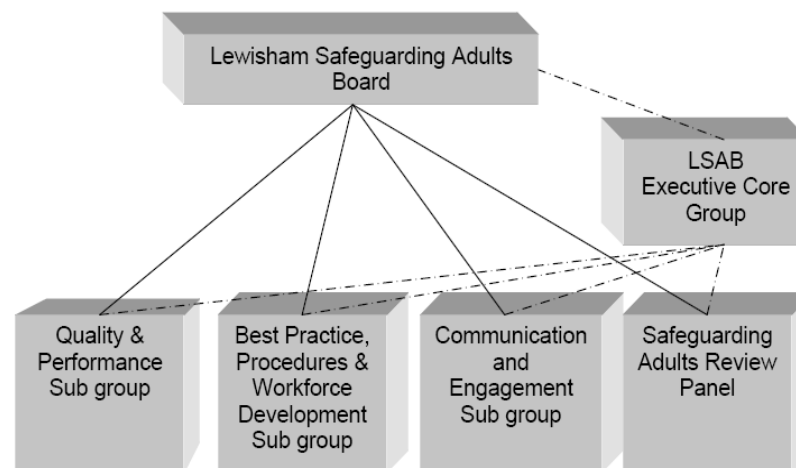 Lewisham Safeguarding Adults
Board
LSAB
Executive Core
Group
Quality &
Performance
Sub group
Best Practice,
Procedures &
Workforce
Development
Sub group
Communication
and
Engagement
Sub group
Safeguarding
Adults Review
Panel